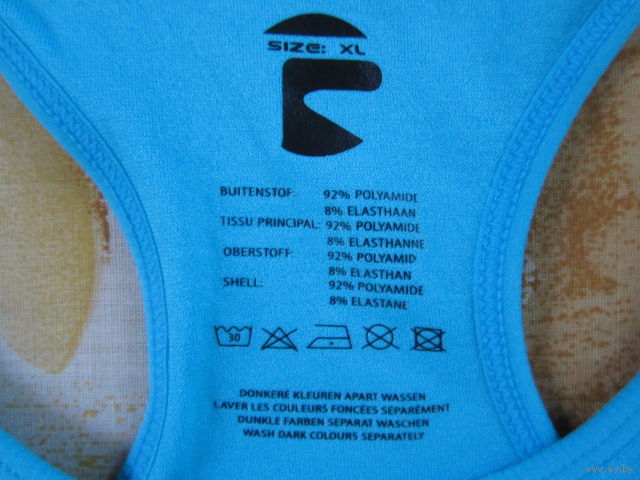 SIZE: XL
BUITENSTOF: 92% POLYAMIDE
8% ELASTHAAN
TISSU PRINCIPAL: 92% POLYAMIDE
8% ELASTHANNE
OBERSTOFF: 92% POLYAMID
8% ELASTHAN
SHELL: 92% POLYAMIDE
8% ELASTANE
30
DONKERE KLEUREN APART WASSEN
LAVER LES COULEURS FONCÉES SÉPARÉMENT
DUNKLE FARBEN SEPARAT WASCHEN
WASH DARK COLOURS SEPARATELY